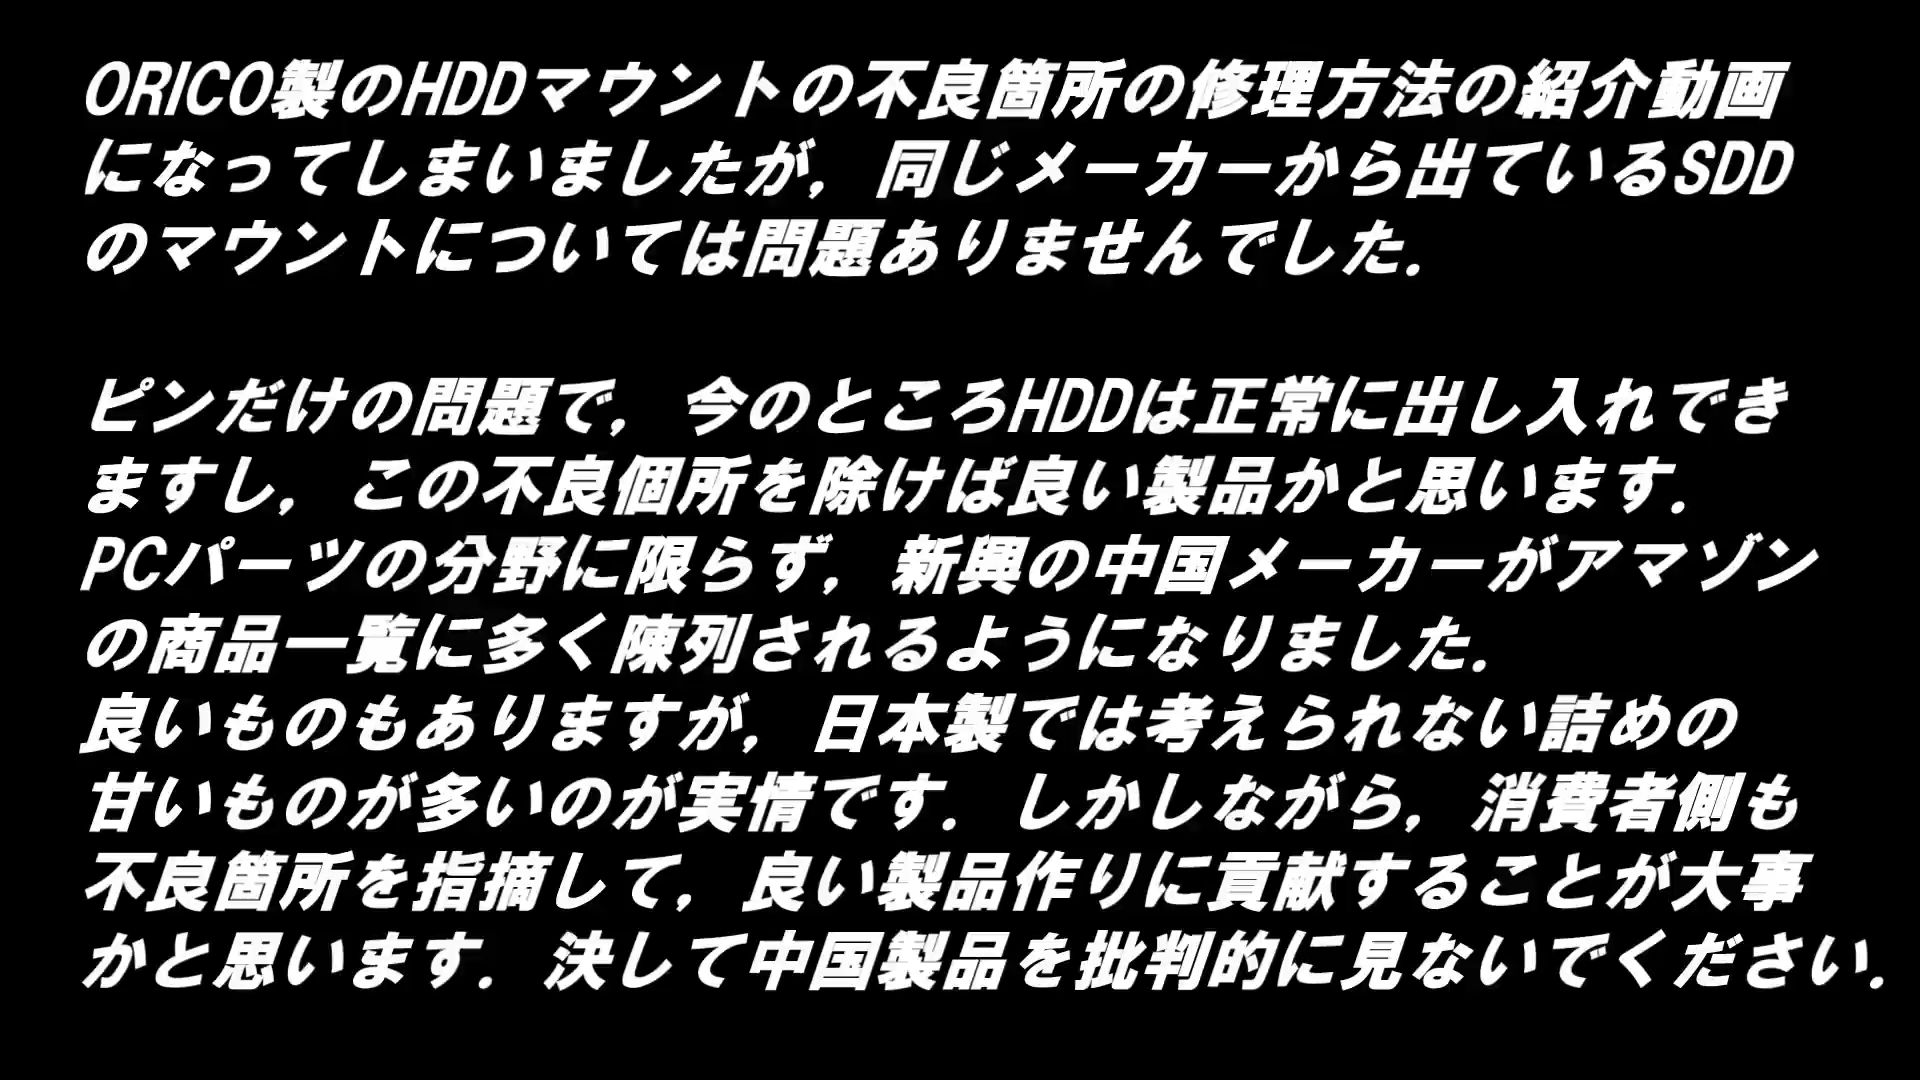 ORICO製のHDDマウントの不良箇所の修理方法の紹介動画
になってしまいましたが，同じメーカーから出ているSDD
のマウントについては問題ありませんでした．
ピンだけの問題で，今のところHDDは正常に出し入れでき
ますし，この不良個所を除けば良い製品かと思います．
PCパーツの分野に限らず，新興の中国メーカーがアマゾン
の商品一覧に多く陳列されるようになりました．
良いものもありますが，日本製では考えられない詰めの
甘いものが多いのが実情です．しかしながら，消費者側も
不良箇所を指摘して，良い製品作りに貢献することが大事
かと思います．決して中国製品を批判的に見ないでください．